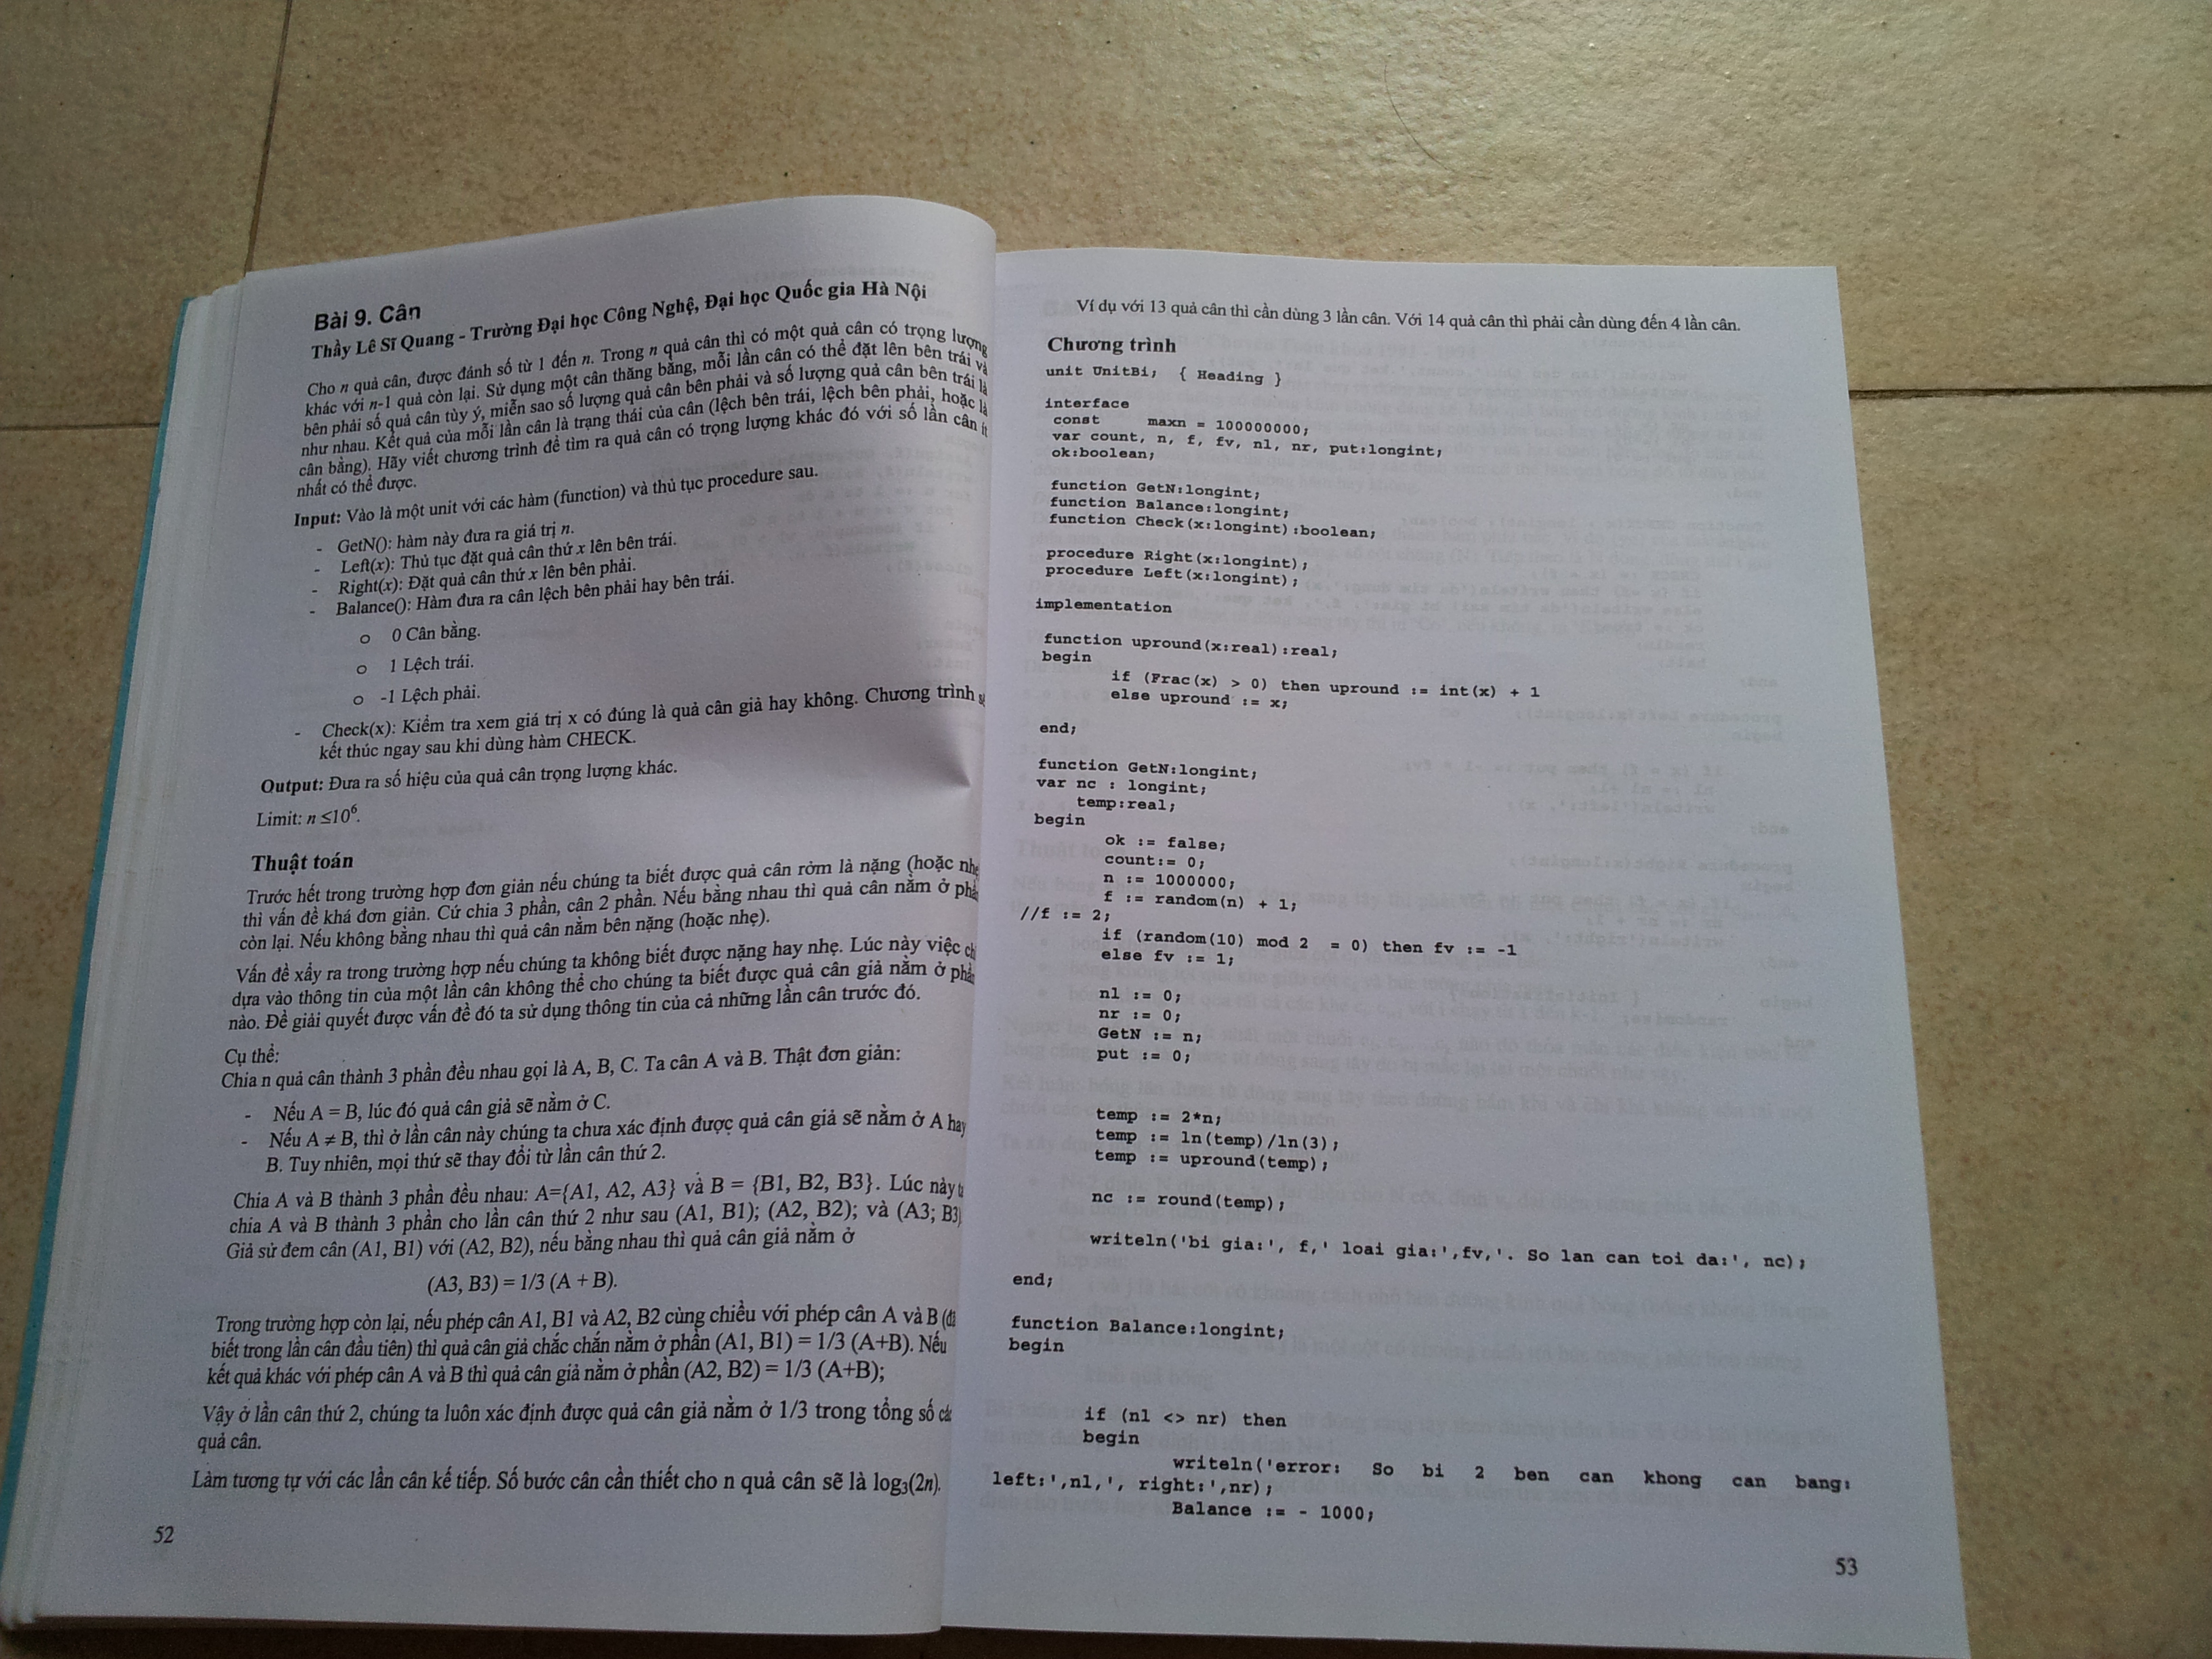 Bài 9. Cân
Thầy Lê Sĩ Quang - Trường Đại học Công Nghệ, Đại học Quốc gia Hà Nội
Cho n quả cân, được đánh số từ 1 đến n. Trong n quả cân thì có một quả cân có trọng lượng
khác với n-1 quả còn lại. Sử dụng một cân thăng bằng, mỗi lần cân có thể đặt lên bên trái và
bên phải số quả cân tùy ý, miễn sao số lượng quả cân bên phải và số lượng quả cân bên trái là
như nhau. Kết quả của mỗi lần cân là trạng thái của cân (lệch bên trái, lệch bên phải, hoặc là
cân bằng). Hãy viết chương trình để tìm ra quả cân có trọng lượng khác đó với số lần cân ít
nhất có thể được.
Input: Vào là một unit với các hàm (function) và thủ tục procedure sau.
- GetN(): hàm này đưa ra giá trị n.
- Left(x): Thủ tục đặt quả cân thứ x lên bên trái.
- Right(x): Đặt quả cân thứ x lên bên phải.
- Balance(): Hàm đưa ra cân lệch bên phải hay bên trái.
o 0 Cân bằng.
o 1 Lệch trái.
o -1 Lệch phải.
- Check(x): Kiểm tra xem giá trị x có đúng là quả cân giả hay không. Chương trình
kết thúc ngay sau khi dùng hàm CHECK.
Output: Đưa ra số hiệu của quả cân trọng lượng khác.
Limit: n ≤10⁶.
Thuật toán
Trước hết trong trường hợp đơn giản nếu chúng ta biết được quả cân rởm là nặng (hoặc nhẹ
thì vấn đề khá đơn giản. Cứ chia 3 phần, cân 2 phần. Nếu bằng nhau thì quả cân nằm ở phầ
còn lại. Nếu không bằng nhau thì quả cân nằm bên nặng (hoặc nhẹ).
Vấn đề xẩy ra trong trường hợp nếu chúng ta không biết được nặng hay nhẹ. Lúc này việc ch
dựa vào thông tin của một lần cân không thể cho chúng ta biết được quả cân giả nằm ở phầ
nào. Để giải quyết được vấn đề đó ta sử dụng thông tin của cả những lần cân trước đó.
Cụ thể:
Chia n quả cân thành 3 phần đều nhau gọi là A, B, C. Ta cân A và B. Thật đơn giản:
- Nếu A = B, lúc đó quả cân giả sẽ nằm ở C.
- Nếu A ≠ B, thì ở lần cân này chúng ta chưa xác định được quả cân giả sẽ nằm ở A hay
B. Tuy nhiên, mọi thứ sẽ thay đổi từ lần cân thứ 2.
Chia A và B thành 3 phần đều nhau: A={A1, A2, A3} và B = {B1, B2, B3}. Lúc này
chia A và B thành 3 phần cho lần cân thứ 2 như sau (A1, B1); (A2, B2); và (A3; B3)
Giả sử đem cân (A1, B1) với (A2, B2), nếu bằng nhau thì quả cân giả nằm ở
(A3, B3) = 1/3 (A + B).
Trong trường hợp còn lại, nếu phép cân A1, B1 và A2, B2 cùng chiều với phép cân A và B (đã
biết trong lần cân đầu tiên) thì quả cân giả chắc chắn nằm ở phần (A1, B1) = 1/3 (A+B). Nếu
kết quả khác với phép cân A và B thì quả cân giả nằm ở phần (A2, B2) = 1/3 (A+B);
Vậy ở lần cân thứ 2, chúng ta luôn xác định được quả cân giả nằm ở 1/3 trong tổng số các
quả cân.
Làm tương tự với các lần cân kế tiếp. Số bước cân cần thiết cho n quả cân sẽ là log₃(2n).
52
Ví dụ với 13 quả cân thì cần dùng 3 lần cân. Với 14 quả cân thì phải cần dùng đến 4 lần cân.
Chương trình
unit UnitBi; { Heading }
interface
const maxn = 100000000;
var count, n, f, fv, nl, nr, put:longint;
ok:boolean;
function GetN:longint;
function Balance:longint;
function Check(x:longint):boolean;
procedure Right(x:longint);
procedure Left(x:longint);
implementation
function upround(x:real):real;
begin
if (Frac(x) > 0) then upround := int(x) + 1
else upround := x;
end;
function GetN:longint;
var nc : longint;
temp:real;
begin
ok := false;
count:= 0;
n := 1000000;
f := random(n) + 1;
//f := 2;
if (random(10) mod 2 = 0) then fv := -1
else fv := 1;
nl := 0;
nr := 0;
GetN := n;
put := 0;
temp := 2*n;
temp := ln(temp)/ln(3);
temp := upround(temp);
nc := round(temp);
writeln('bi gia:', f,' loai gia:',fv,'. So lan can toi da:', nc);
end;
function Balance:longint;
begin
if (nl <> nr) then
begin
writeln('error: So bi 2 ben can khong can bang:
left:',nl,', right:',nr);
Balance := - 1000;
53